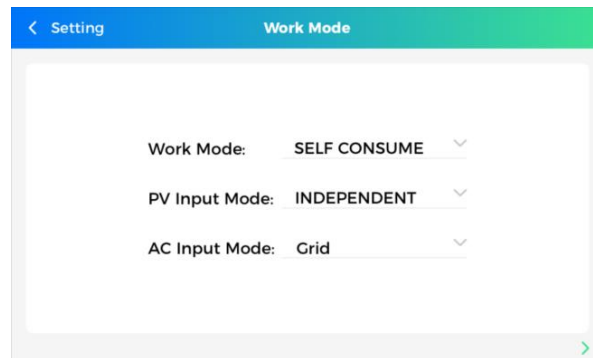 Setting Work Mode
Work Mode: SELF CONSUME
PV Input Mode: INDEPENDENT
AC Input Mode: Grid